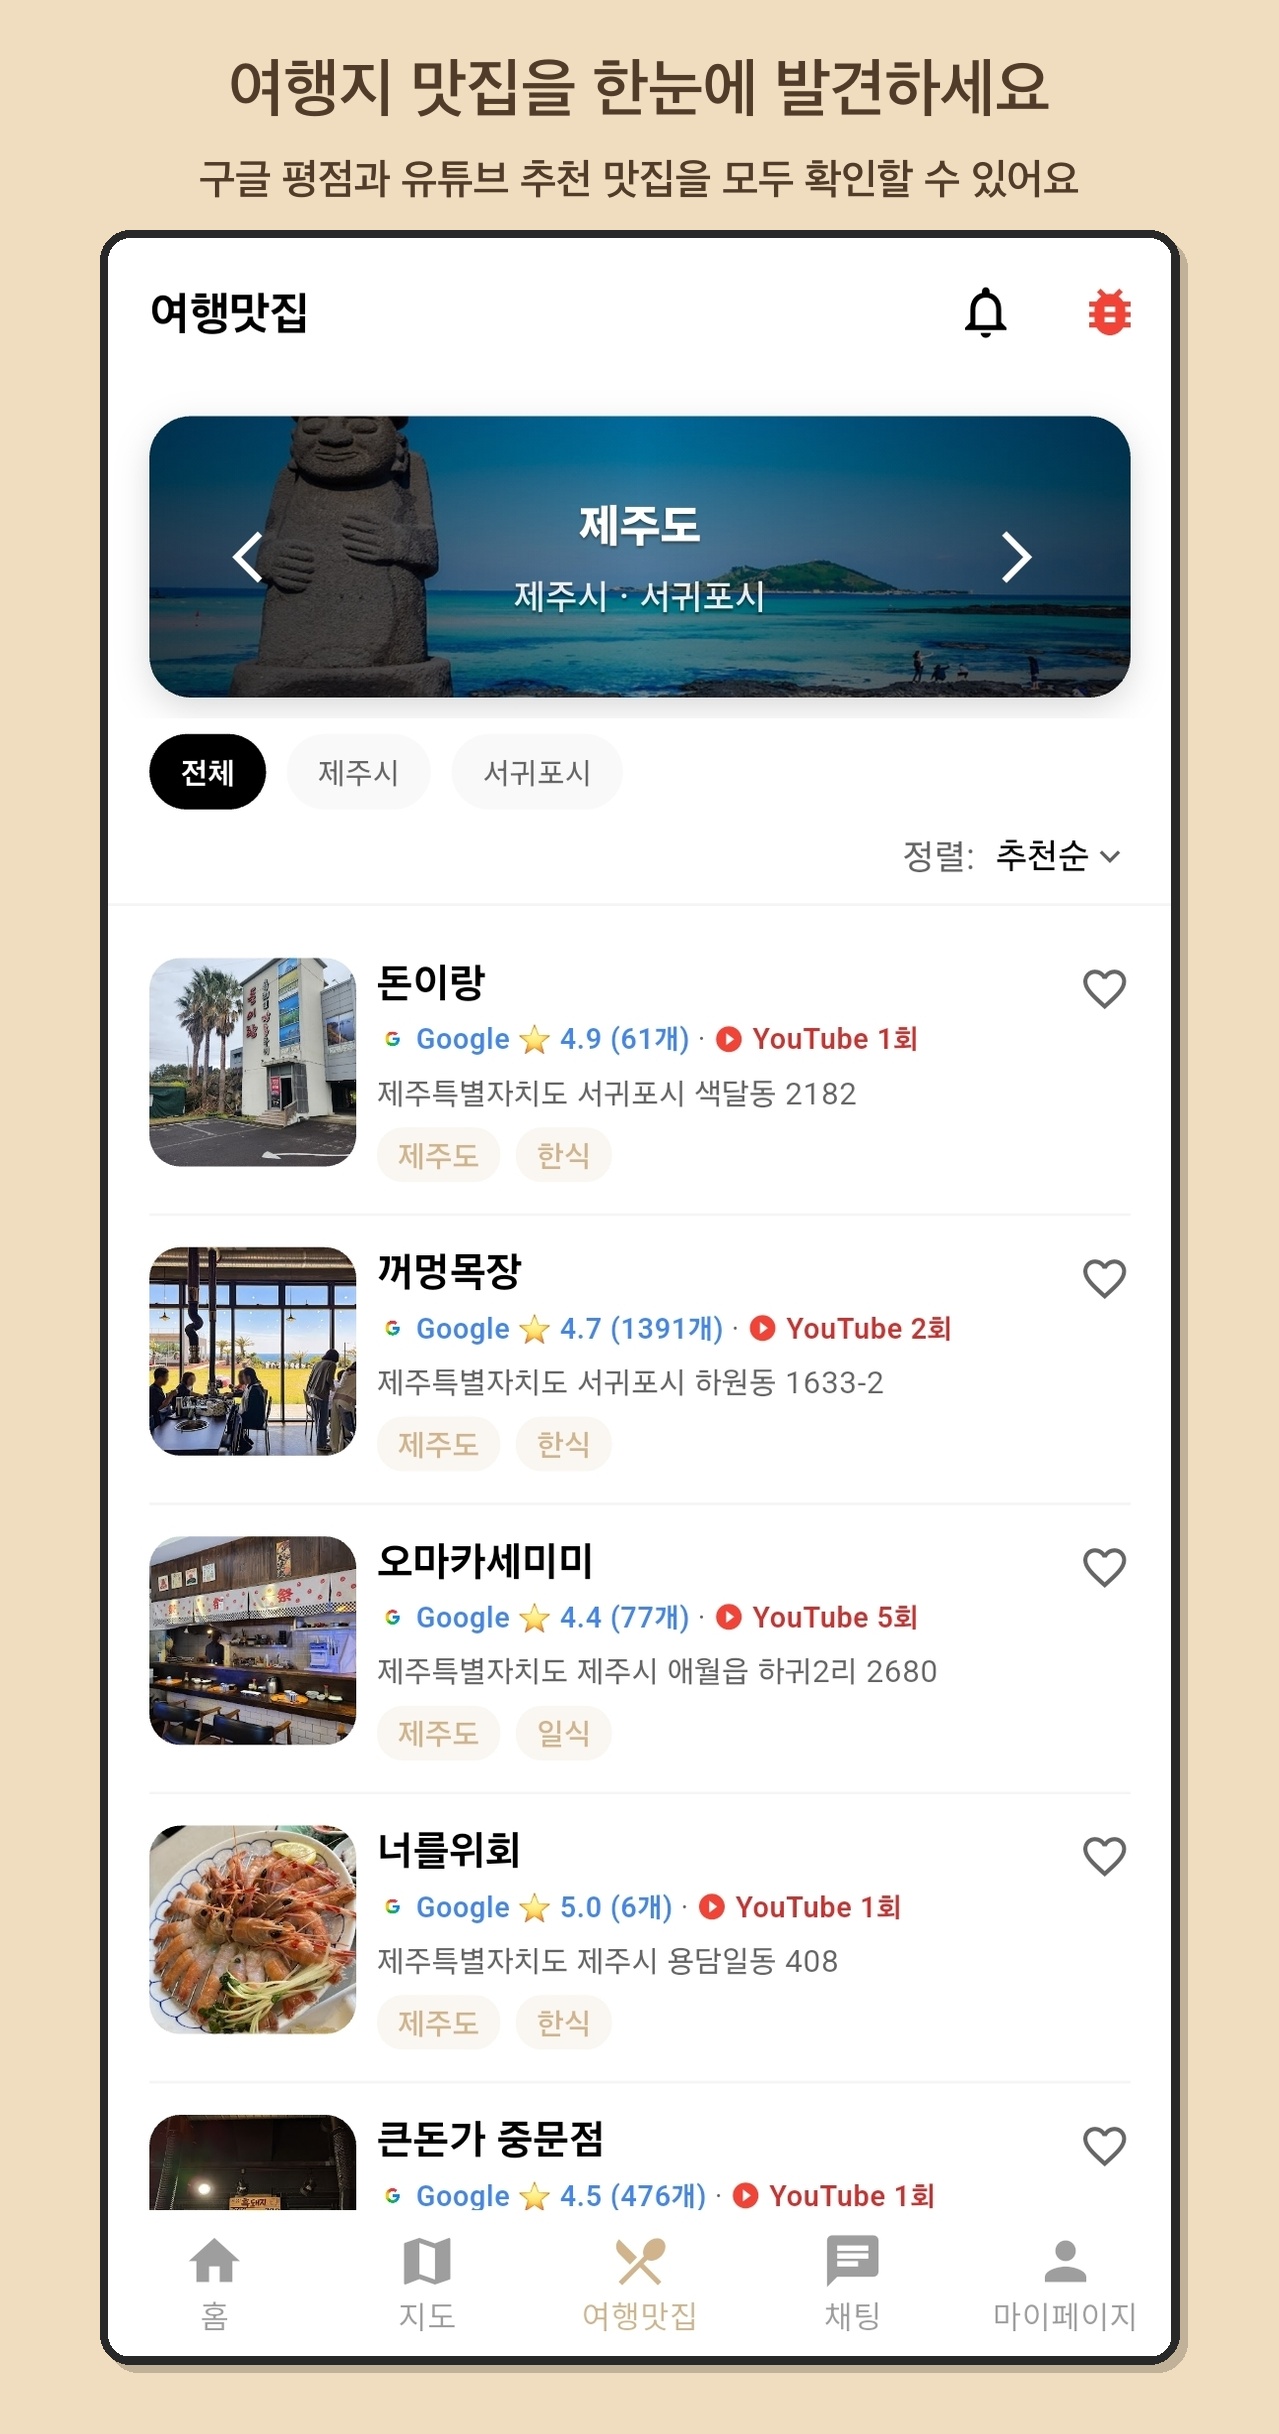 여행지 맛집을 한눈에 발견하세요
구글 평점과 유튜브 추천 맛집을 모두 확인할 수 있어요
여행맛집
제주도
제주시 · 서귀포시
전체 제주시 서귀포시
정렬: 추천순
돈이랑
Google ⭐ 4.9 (61개) · YouTube 1회
제주특별자치도 서귀포시 색달동 2182
제주도 한식
꺼멍목장
Google ⭐ 4.7 (1391개) · YouTube 2회
제주특별자치도 서귀포시 하원동 1633-2
제주도 한식
오마카세미미
Google ⭐ 4.4 (77개) · YouTube 5회
제주특별자치도 제주시 애월읍 하귀2리 2680
제주도 일식
너를위회
Google ⭐ 5.0 (6개) · YouTube 1회
제주특별자치도 제주시 용담일동 408
제주도 한식
큰돈가 중문점
Google ⭐ 4.5 (476개) · YouTube 1회
홈 지도 여행맛집 채팅 마이페이지